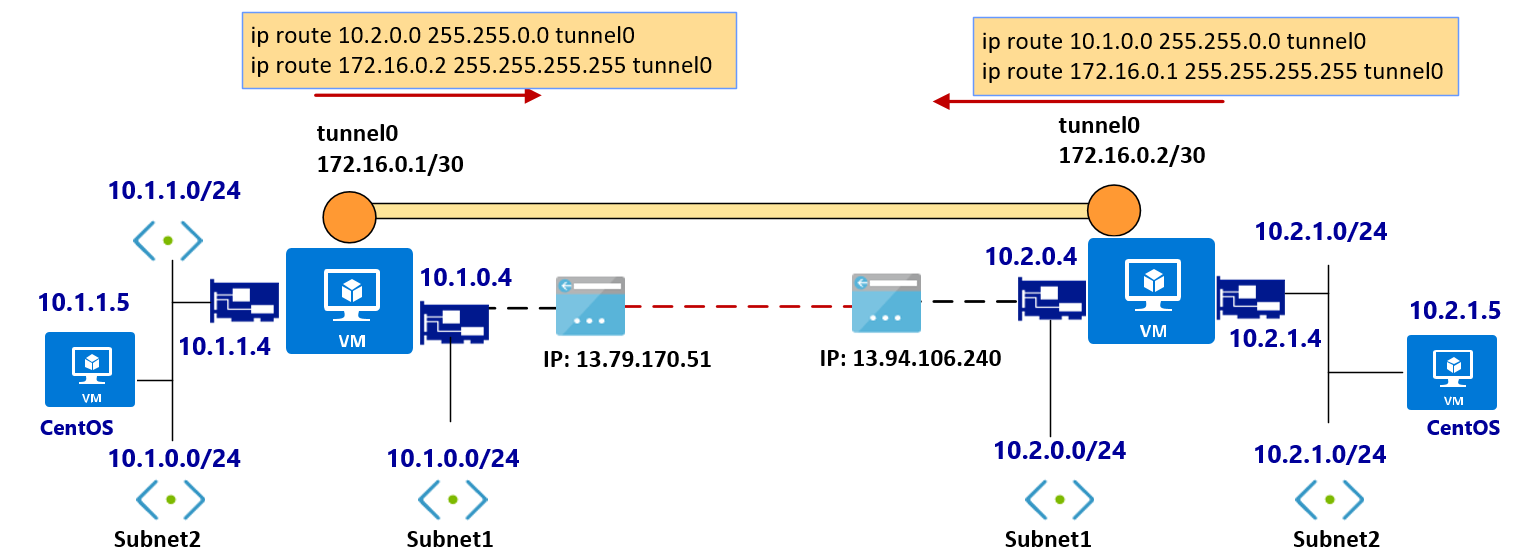 ip route 10.2.0.0 255.255.0.0 tunnel0
ip route 172.16.0.2 255.255.255.255 tunnel0
ip route 10.1.0.0 255.255.0.0 tunnel0
ip route 172.16.0.1 255.255.255.255 tunnel0
tunnel0
172.16.0.1/30
tunnel0
172.16.0.2/30
10.1.1.0/24
10.1.1.5
VM
CentOS
10.1.1.4
VM
10.1.0.4
IP: 13.79.170.51
IP: 13.94.106.240
10.2.0.4
VM
10.2.1.0/24
10.2.1.4
10.2.1.5
VM
CentOS
10.1.0.0/24
Subnet2
10.1.0.0/24
Subnet1
10.2.0.0/24
Subnet1
10.2.1.0/24
Subnet2